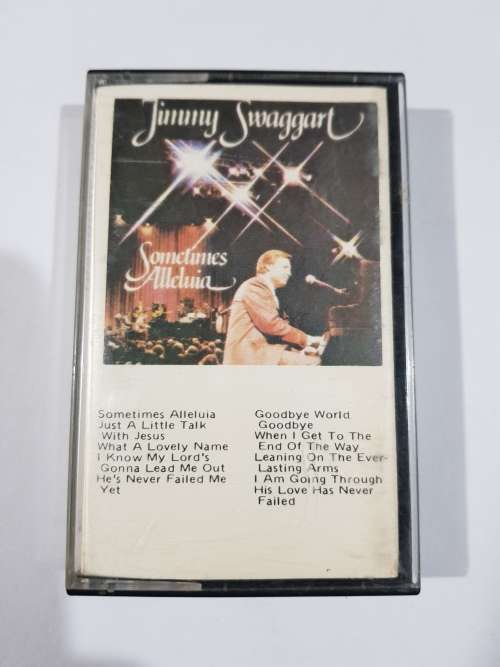 Jimmy Swaggart
Sometimes
Alleluia
Sometimes Alleluia
Just A Little Talk
With Jesus
What A Lovely Name
I Know My Lord's
Gonna Lead Me Out
He's Never Failed Me
Yet
Goodbye World
Goodbye
When I Get To The
End Of The Way
Leaning On The Ever-
Lasting Arms
I Am Going Through
His Love Has Never
Failed